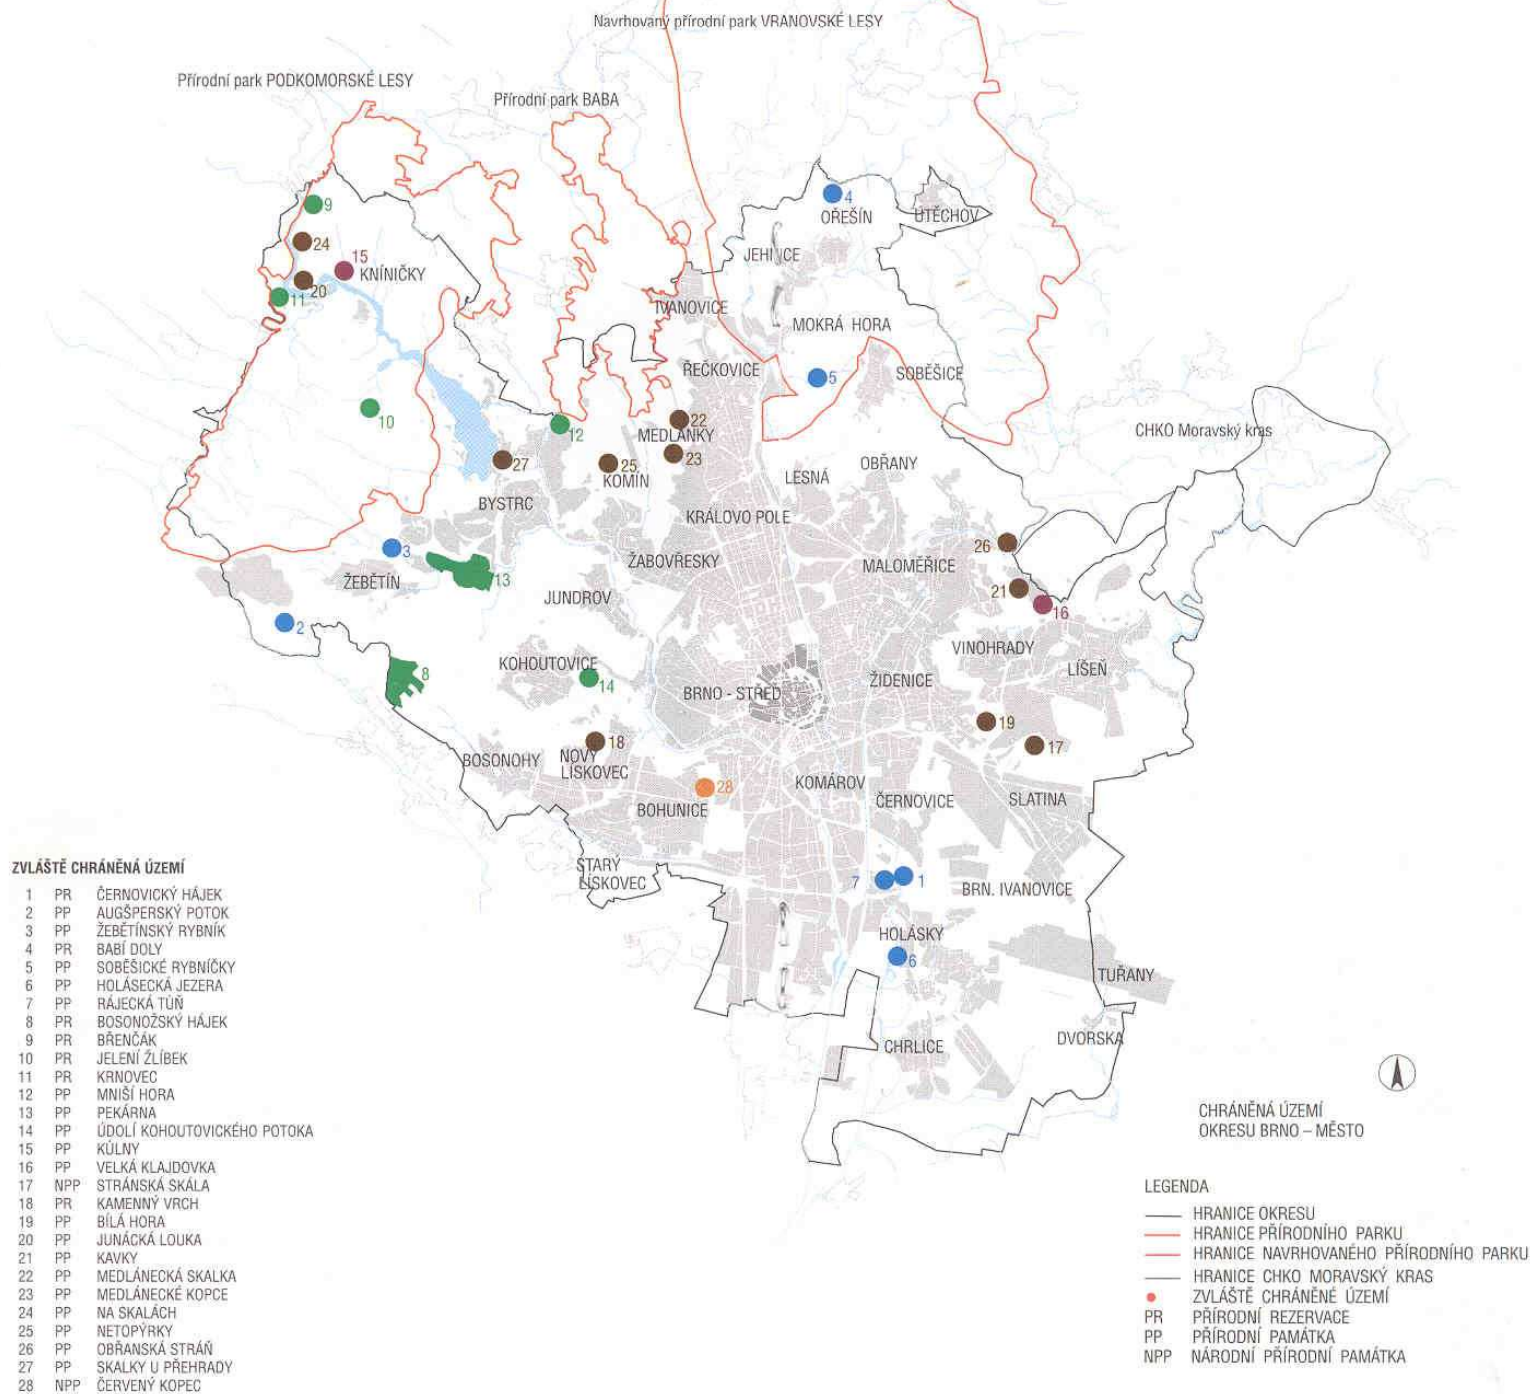 Navrhovaný přírodní park VRANOVSKÉ LESY
Přírodní park PODKOMORSKÉ LESY
Přírodní park BABA
4
OŘEŠÍN
ÚTĚCHOV
9
24
15
KNÍNIČKY
20
11
JEHNICE
IVANOVICE
MOKRÁ HORA
ŘEČKOVICE
5
SOBĚŠICE
10
12
22
MEDLÁNKY
23
CHKO Moravský kras
27
25
KOMÍN
LESNÁ
OBŘANY
BYSTRC
KRÁLOVO POLE
3
ŽEBĚTÍN
13
ŽABOVŘESKY
MALOMĚŘICE
26
21
16
JUNDROV
2
VINOHRADY
LÍŠEŇ
8
KOHOUTOVICE
14
BRNO - STŘED
ŽIDENICE
19
17
18
BOSONOHY
NOVÝ
LÍSKOVEC
28
BOHUNICE
KOMÁROV
ČERNOVICE
SLATINA
STARÝ
LÍSKOVEC
7
1
BRN. IVANOVICE
HOLÁSKY
6
TUŘANY
CHRLICE
DVORSKA
ZVLÁŠTĚ CHRÁNĚNÁ ÚZEMÍ
1 PR ČERNOVICKÝ HÁJEK
2 PP AUGŠPERSKÝ POTOK
3 PP ŽEBĚTÍNSKÝ RYBNÍK
4 PR BABÍ DOLY
5 PP SOBĚŠICKÉ RYBNÍČKY
6 PP HOLÁSECKÁ JEZERA
7 PP RÁJECKÁ TŮŇ
8 PR BOSONOŽSKÝ HÁJEK
9 PR BŘENČÁK
10 PR JELENÍ ŽLÍBEK
11 PR KRNOVEC
12 PP MNIŠÍ HORA
13 PP PEKÁRNA
14 PP ÚDOLÍ KOHOUTOVICKÉHO POTOKA
15 PP KŮLNY
16 PP VELKÁ KLAJDOVKA
17 NPP STRÁNSKÁ SKÁLA
18 PR KAMENNÝ VRCH
19 PP BÍLÁ HORA
20 PP JUNÁCKÁ LOUKA
21 PP KAVKY
22 PP MEDLÁNECKÁ SKALKA
23 PP MEDLÁNECKÉ KOPCE
24 PP NA SKALÁCH
25 PP NETOPÝRKY
26 PP OBŘANSKÁ STRÁŇ
27 PP SKALKY U PŘEHRADY
28 NPP ČERVENÝ KOPEC
CHRÁNĚNÁ ÚZEMÍ
OKRESU BRNO – MĚSTO
LEGENDA
HRANICE OKRESU
HRANICE PŘÍRODNÍHO PARKU
HRANICE NAVRHOVANÉHO PŘÍRODNÍHO PARKU
HRANICE CHKO MORAVSKÝ KRAS
ZVLÁŠTĚ CHRÁNĚNÉ ÚZEMÍ
PR PŘÍRODNÍ REZERVACE
PP PŘÍRODNÍ PAMÁTKA
NPP NÁRODNÍ PŘÍRODNÍ PAMÁTKA